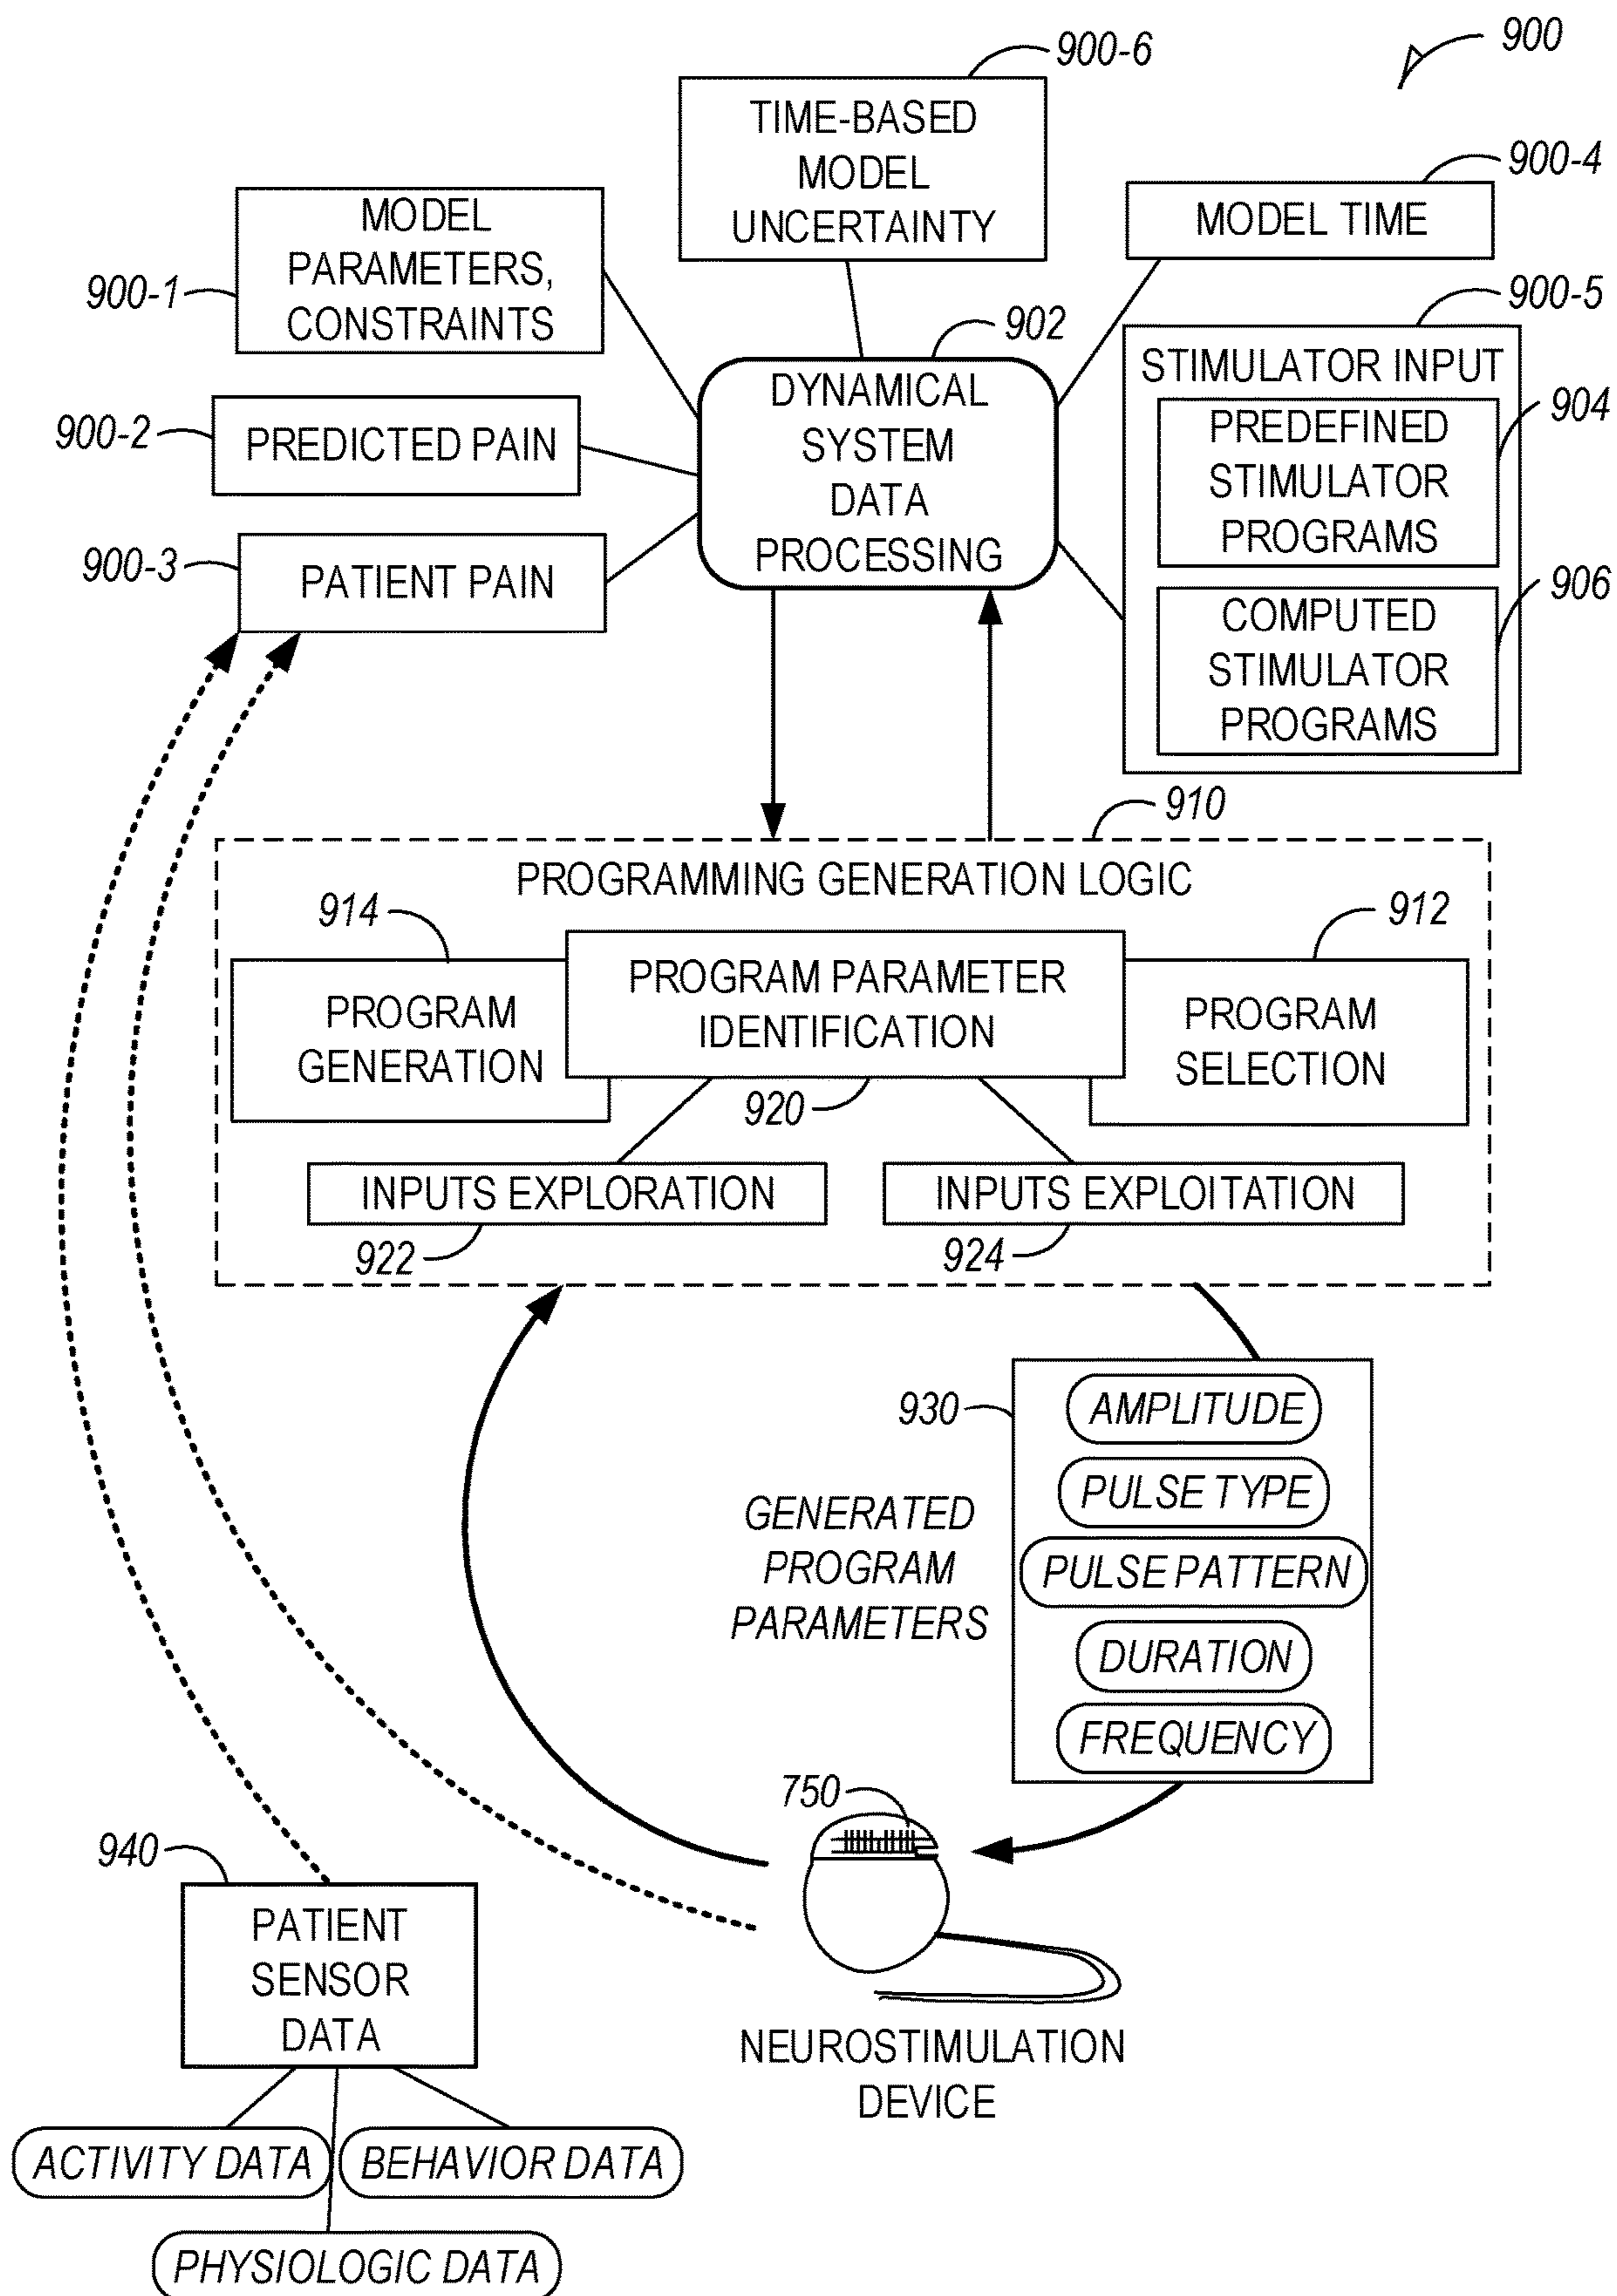 900
900-6
TIME-BASED
MODEL
UNCERTAINTY
900-4
MODEL TIME
MODEL
PARAMETERS,
CONSTRAINTS
900-1
900-5
STIMULATOR INPUT
902
DYNAMICAL
SYSTEM
DATA
PROCESSING
PREDEFINED
STIMULATOR
PROGRAMS
904
900-2
PREDICTED PAIN
900-3
PATIENT PAIN
COMPUTED
STIMULATOR
PROGRAMS
906
910
PROGRAMMING GENERATION LOGIC
914
912
PROGRAM
GENERATION
PROGRAM PARAMETER
IDENTIFICATION
PROGRAM
SELECTION
920
INPUTS EXPLORATION
INPUTS EXPLOITATION
922
924
930
AMPLITUDE
PULSE TYPE
PULSE PATTERN
DURATION
FREQUENCY
GENERATED
PROGRAM
PARAMETERS
750
NEUROSTIMULATION
DEVICE
940
PATIENT
SENSOR
DATA
ACTIVITY DATA
BEHAVIOR DATA
PHYSIOLOGIC DATA